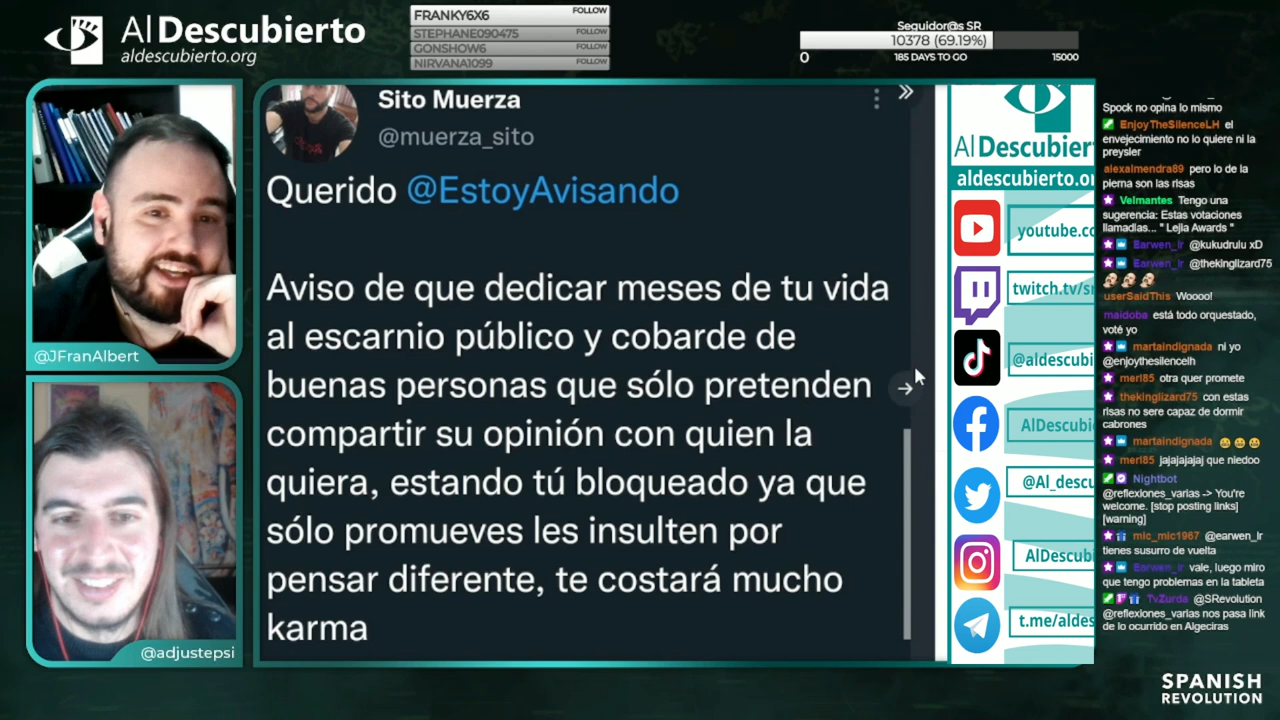 Al Descubierto
aldescubierto.org
FRANKY6X6 FOLLOW
STEPHANE090475 FOLLOW
GONSHOW6 FOLLOW
NIRVANA1099 FOLLOW
Seguidor@s SR
10378 (69.19%)
0 185 DAYS TO GO 15000
@JFranAlbert
@adjustepsi
Sito Muerza
@muerza_sito
Querido @EstoyAvisando
Aviso de que dedicar meses de tu vida
al escarnio público y cobarde de
buenas personas que sólo pretenden
compartir su opinión con quien la
quiera, estando tú bloqueado ya que
sólo promueves les insulten por
pensar diferente, te costará mucho
karma
Al Descubier
aldescubierto.o
youtube.c
twitch.tv/s
@aldescubi
AlDescubi
@Al_descu
AlDescub
t.me/aldes
Spock no opina lo mismo
EnjoyTheSilenceLH el
envejecimiento no lo quiere ni la
preysler
alexalmendra89 pero lo de la
pierna son las risas
Velmantes Tengo una
sugerencia: Estas votaciones
llamadlas... " Lejia Awards "
Earwen_Ir @kukudrulu xD
Earwen_Ir @thekinglizard75
userSaidThis Woooo!
maidoba está todo orquestado,
voté yo
martaindignada ni yo
@enjoythesilencelh
merl85 otra quer promete
thekinglizard75 con estas
risas no sere capaz de dormir
cabrones
martaindignada
merl85 jajajajajaj que niedoo
Nightbot
@reflexiones_varias -> You're
welcome. [stop posting links]
[warning]
mic_mic1967 @earwen_Ir
tienes susurro de vuelta
Earwen_Ir vale, luego miro
que tengo problemas en la tableta
TvZurda @SRevolution
@reflexiones_varias nos pasa link
de lo ocurrido en Algeciras
SPANISH
REVOLUTION